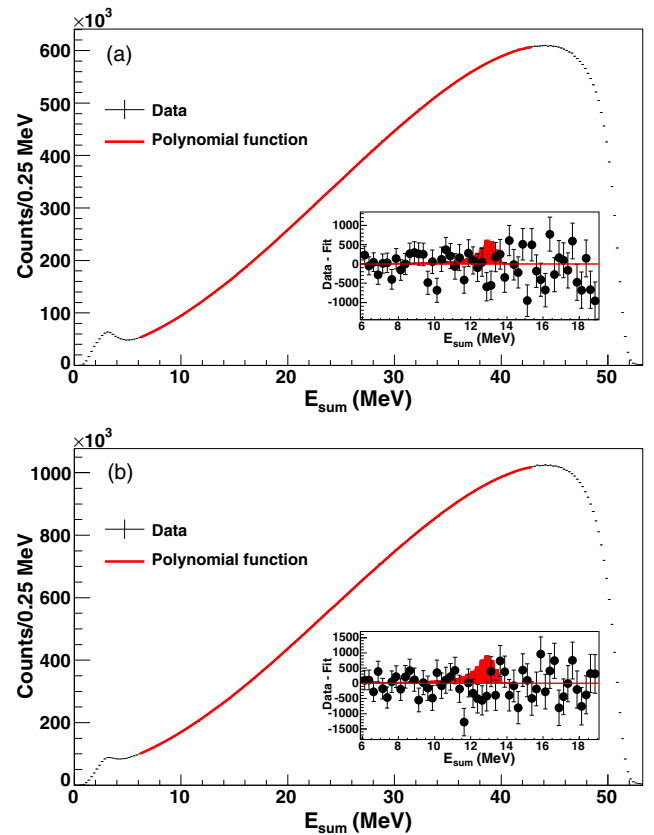 ×10³
(a)
600
500
400
300
200
100
0
Counts/0.25 MeV
Data
Polynomial function
1000
500
0
-500
-1000
Data - Fit
6 8 10 12 14 16 18
E_sum (MeV)
0 10 20 30 40 50
E_sum (MeV)
×10³
(b)
1000
800
600
400
200
0
Counts/0.25 MeV
Data
Polynomial function
1500
1000
500
0
-500
-1000
-1500
Data - Fit
6 8 10 12 14 16 18
E_sum (MeV)
0 10 20 30 40 50
E_sum (MeV)